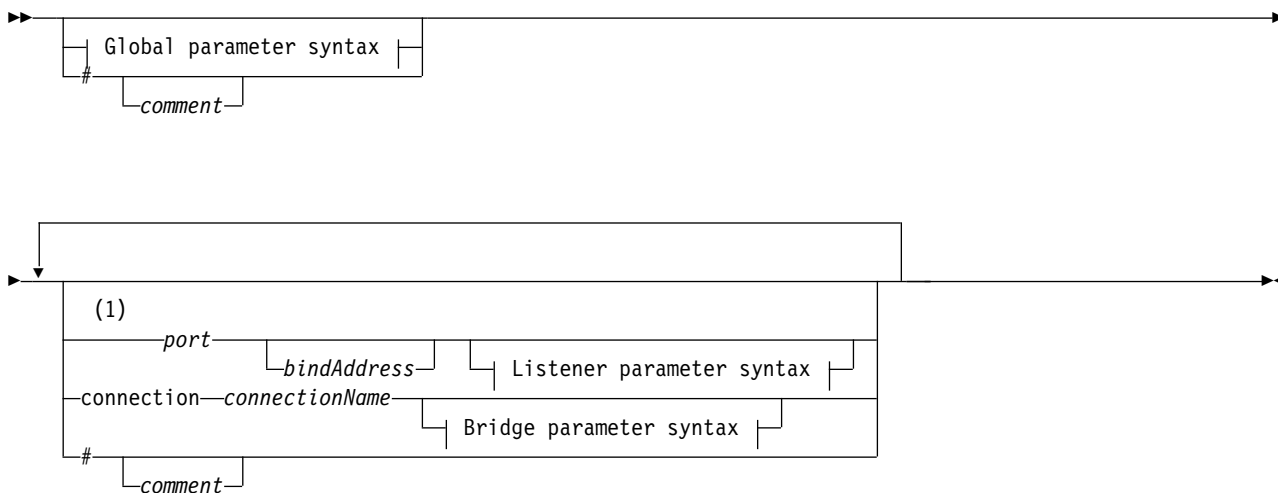 Global parameter syntax
#
comment
(1)
port
bindAddress
Listener parameter syntax
connection connectionName
Bridge parameter syntax
#
comment